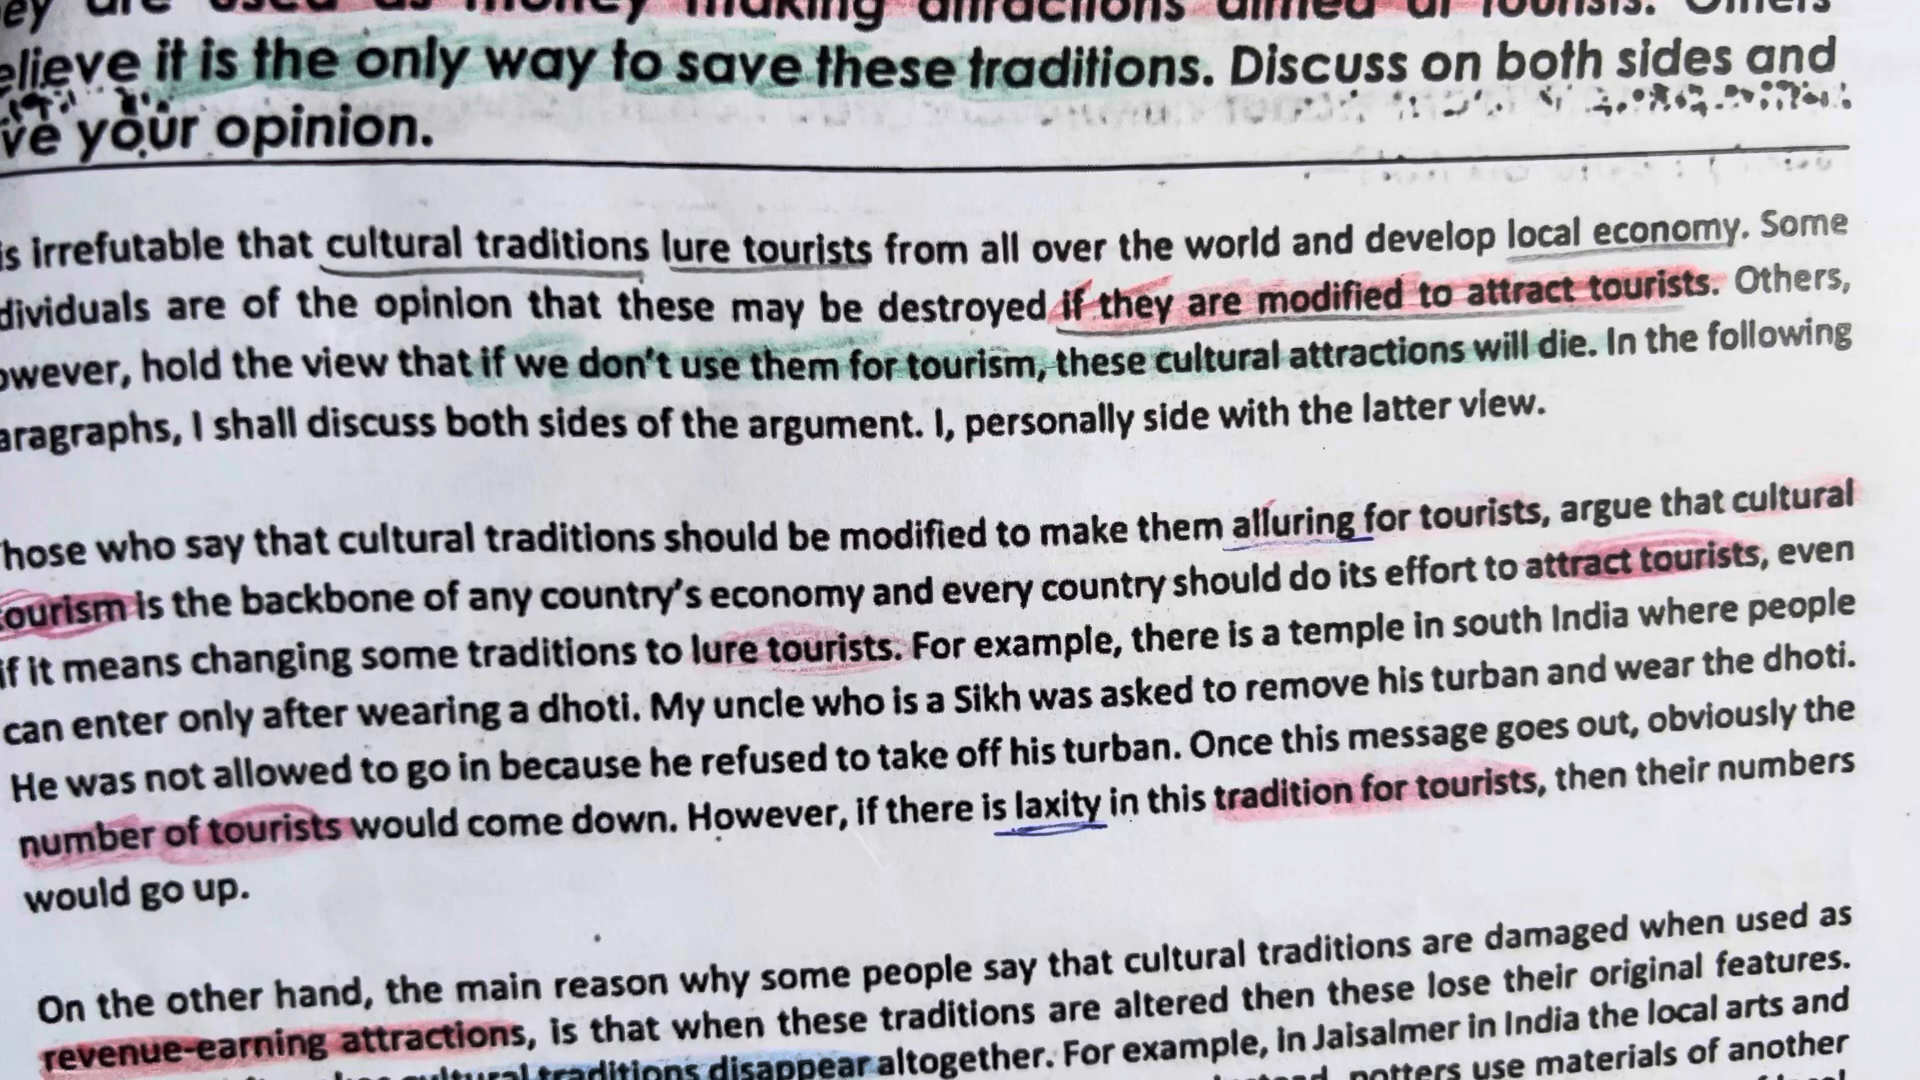 ey are used as money making attractions aimed at tourists. Others
elieve it is the only way to save these traditions. Discuss on both sides and
ve your opinion.
is irrefutable that cultural traditions lure tourists from all over the world and develop local economy. Some
dividuals are of the opinion that these may be destroyed if they are modified to attract tourists. Others,
owever, hold the view that if we don't use them for tourism, these cultural attractions will die. In the following
aragraphs, I shall discuss both sides of the argument. I, personally side with the latter view.
hose who say that cultural traditions should be modified to make them alluring for tourists, argue that cultural
tourism is the backbone of any country's economy and every country should do its effort to attract tourists, even
if it means changing some traditions to lure tourists. For example, there is a temple in south India where people
can enter only after wearing a dhoti. My uncle who is a Sikh was asked to remove his turban and wear the dhoti.
He was not allowed to go in because he refused to take off his turban. Once this message goes out, obviously the
number of tourists would come down. However, if there is laxity in this tradition for tourists, then their numbers
would go up.
On the other hand, the main reason why some people say that cultural traditions are damaged when used as
revenue-earning attractions, is that when these traditions are altered then these lose their original features.
cultural traditions disappear altogether. For example, in Jaisalmer in India the local arts and
potters use materials of another